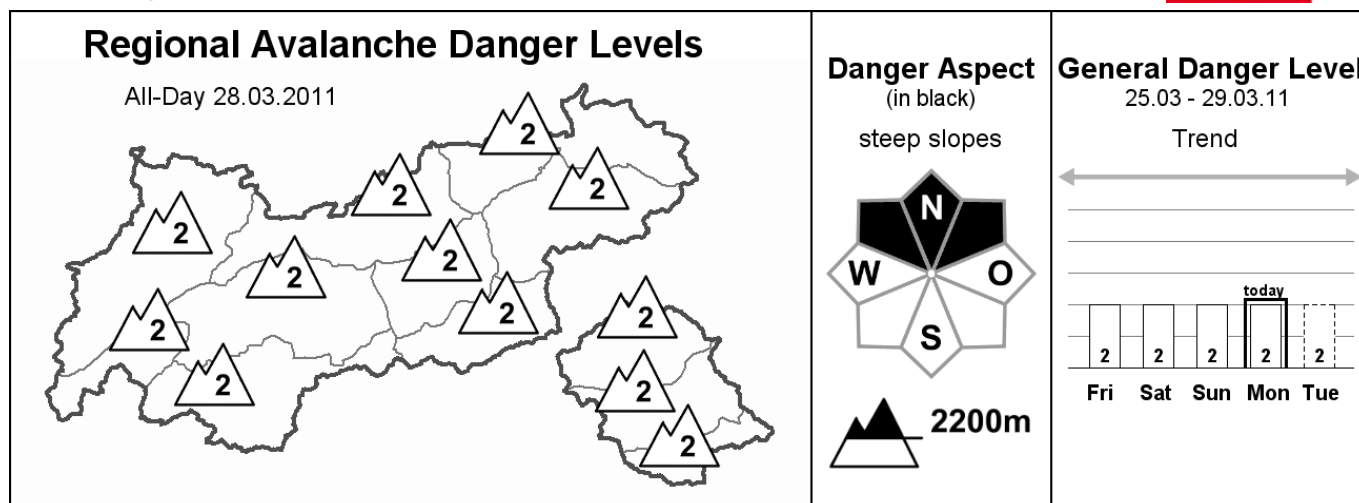 Regional Avalanche Danger Levels
All-Day 28.03.2011
2
2
2
2
2
2
2
2
2
2
2
2
Danger Aspect
(in black)
steep slopes
N
W
O
S
2200m
General Danger Level
25.03 - 29.03.11
Trend
today
2 2 2 2 2
Fri Sat Sun Mon Tue